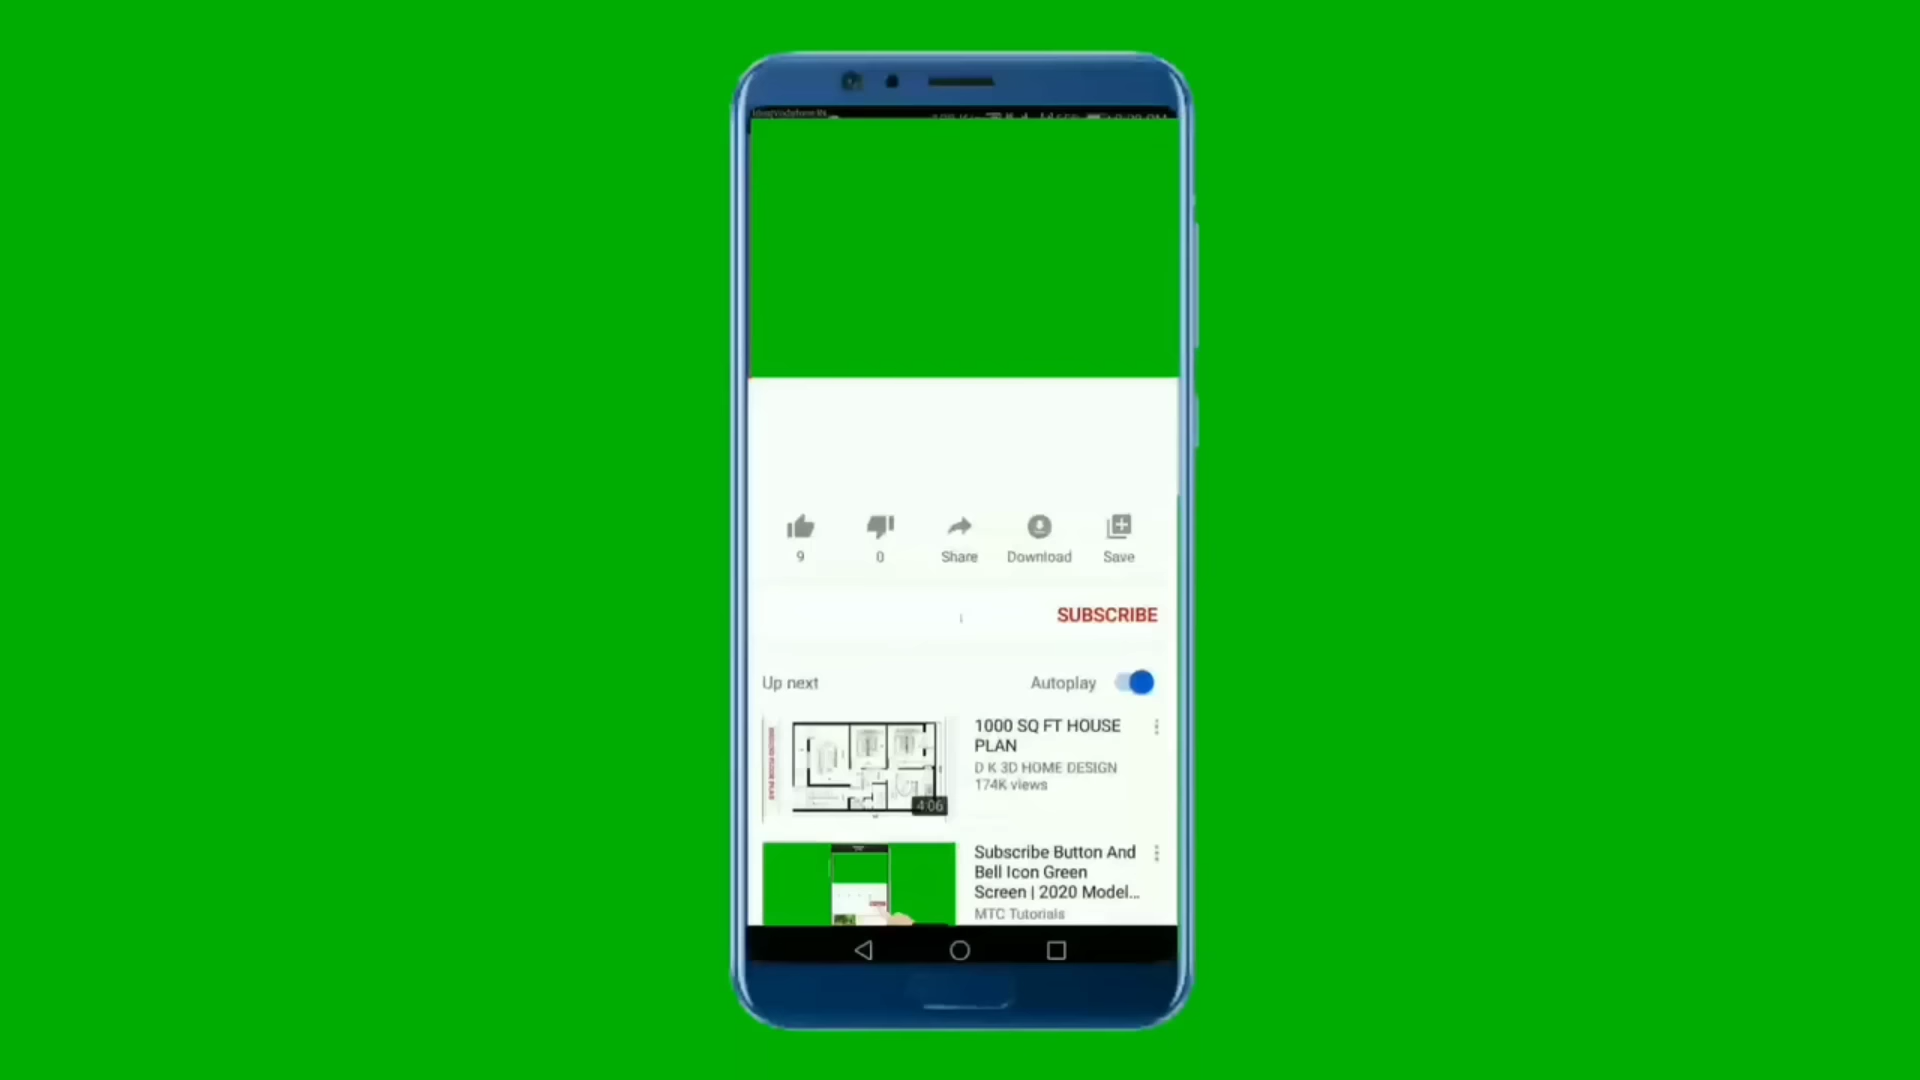 9
0
Share
Download
Save
SUBSCRIBE
Up next
Autoplay
1000 SQ FT HOUSE
PLAN
D K 3D HOME DESIGN
174K views
4:06
Subscribe Button And
Bell Icon Green
Screen | 2020 Model...
MTC Tutorials